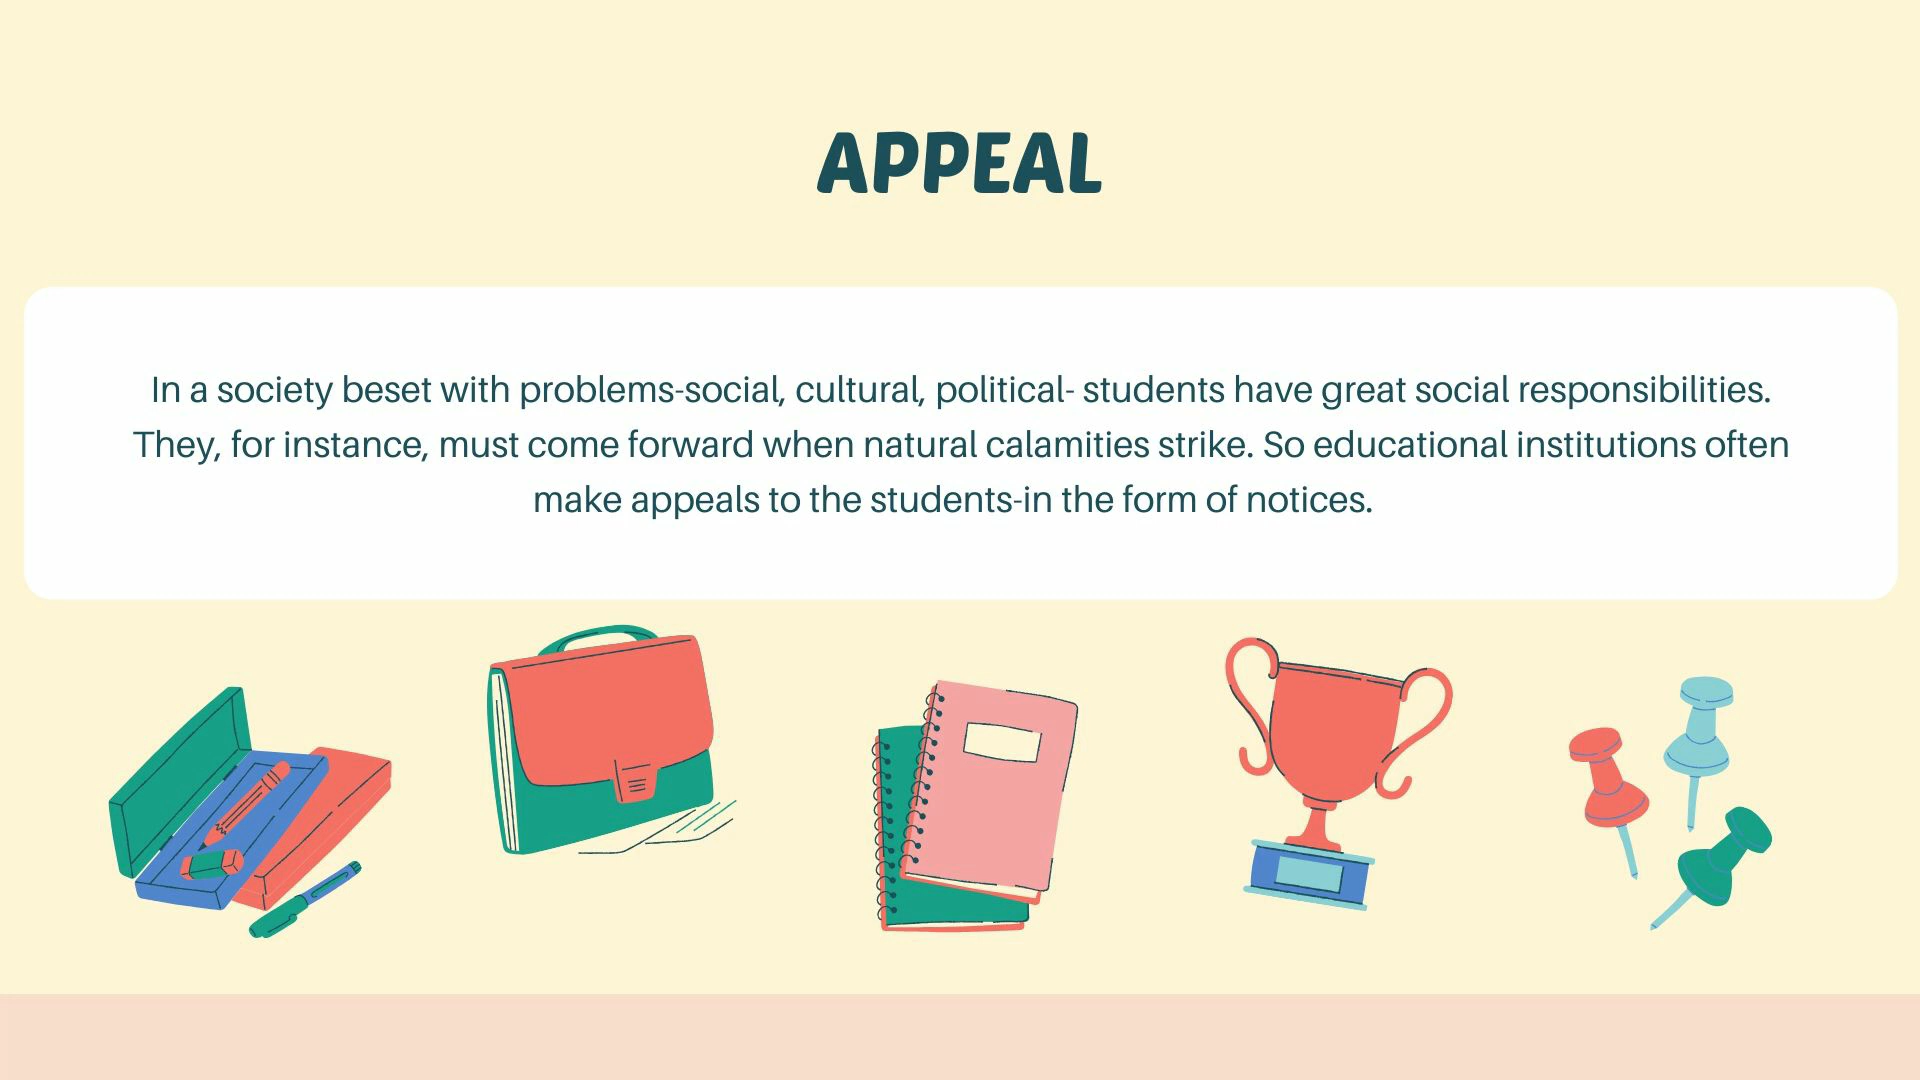 APPEAL
In a society beset with problems-social, cultural, political- students have great social responsibilities.
They, for instance, must come forward when natural calamities strike. So educational institutions often
make appeals to the students-in the form of notices.